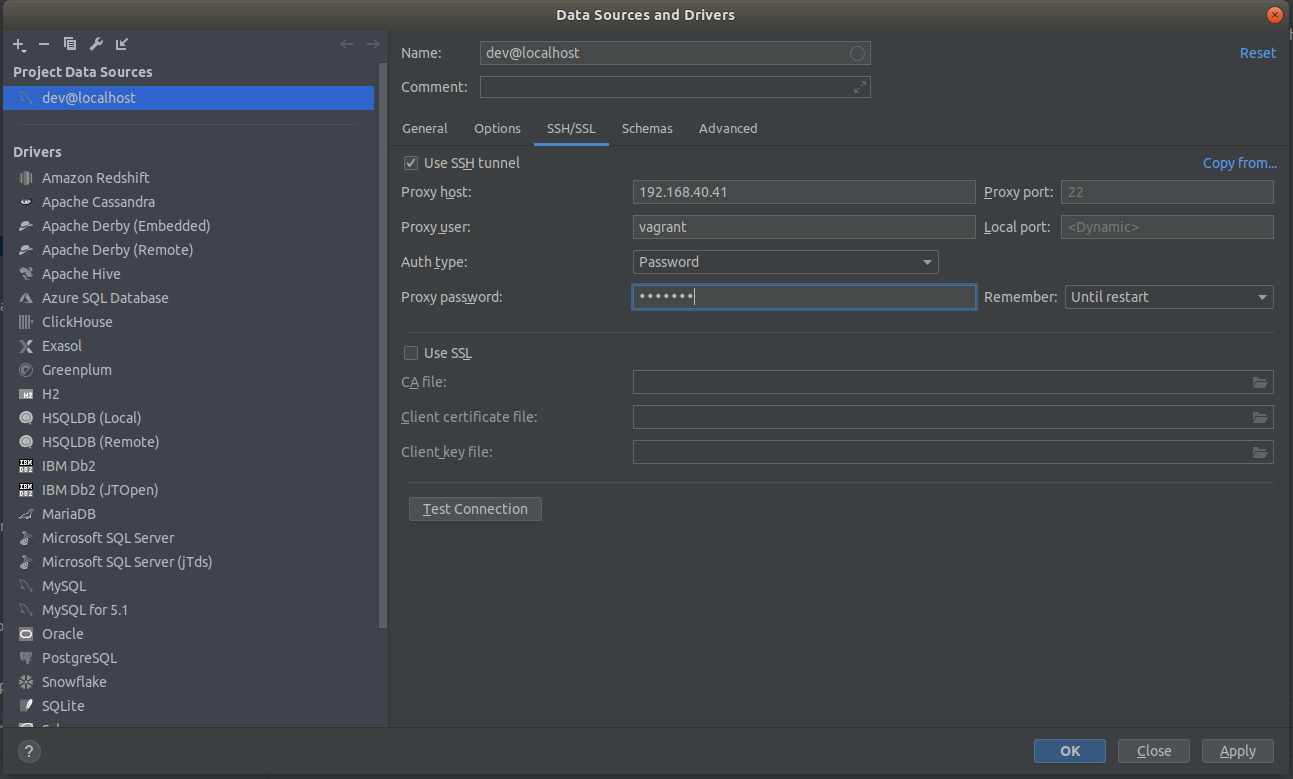 Data Sources and Drivers
Project Data Sources
dev@localhost
Drivers
Amazon Redshift
Apache Cassandra
Apache Derby (Embedded)
Apache Derby (Remote)
Apache Hive
Azure SQL Database
ClickHouse
Exasol
Greenplum
H2
HSQLDB (Local)
HSQLDB (Remote)
IBM Db2
IBM Db2 (JTOpen)
MariaDB
Microsoft SQL Server
Microsoft SQL Server (jTds)
MySQL
MySQL for 5.1
Oracle
PostgreSQL
Snowflake
SQLite
Name: dev@localhost Reset
Comment:
General Options SSH/SSL Schemas Advanced
Use SSH tunnel Copy from...
Proxy host: 192.168.40.41 Proxy port: 22
Proxy user: vagrant Local port: <Dynamic>
Auth type: Password
Proxy password: ••••••• Remember: Until restart
Use SSL
CA file:
Client certificate file:
Client key file:
Test Connection
? OK Close Apply